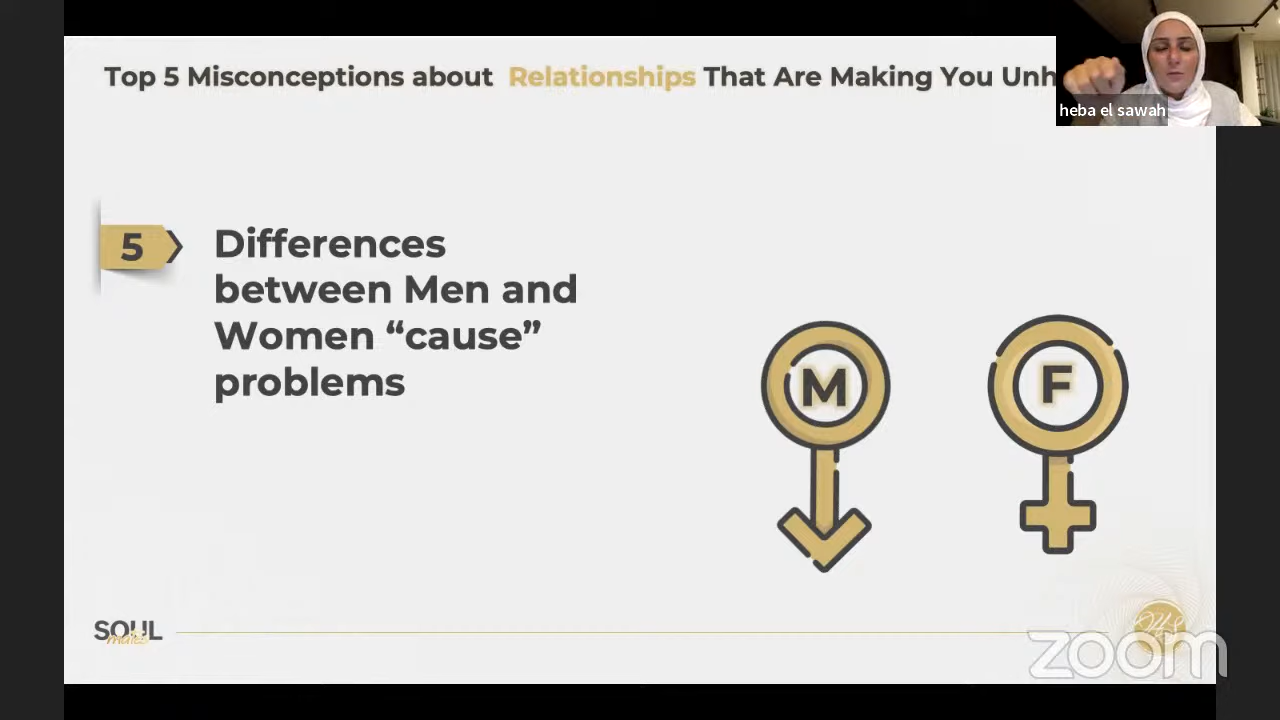 Top 5 Misconceptions about Relationships That Are Making You Unh
heba el sawah
5
Differences
between Men and
Women “cause”
problems
M
F
SOUL
mates
zoom